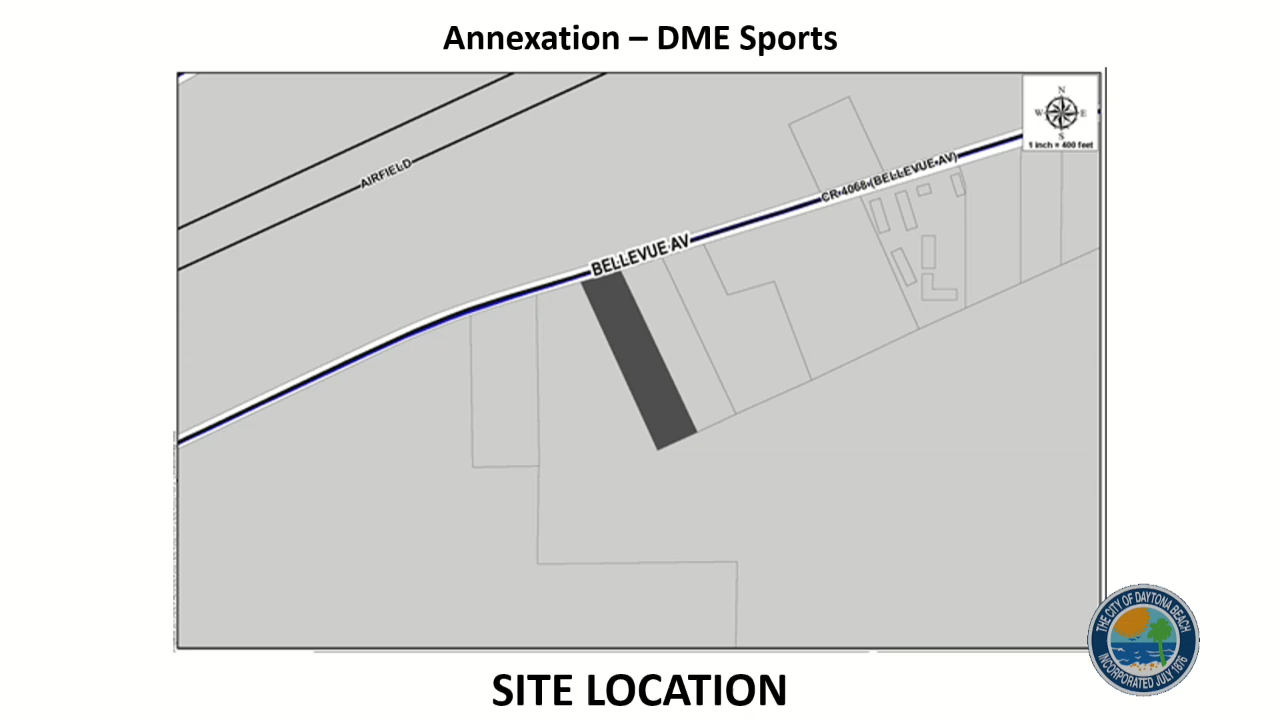 Annexation – DME Sports
N
W E
S
1 inch = 400 feet
AIRFIELD
CR 4068 (BELLEVUE AV)
BELLEVUE AV
THE CITY OF DAYTONA BEACH
INCORPORATED JULY 1876
SITE LOCATION